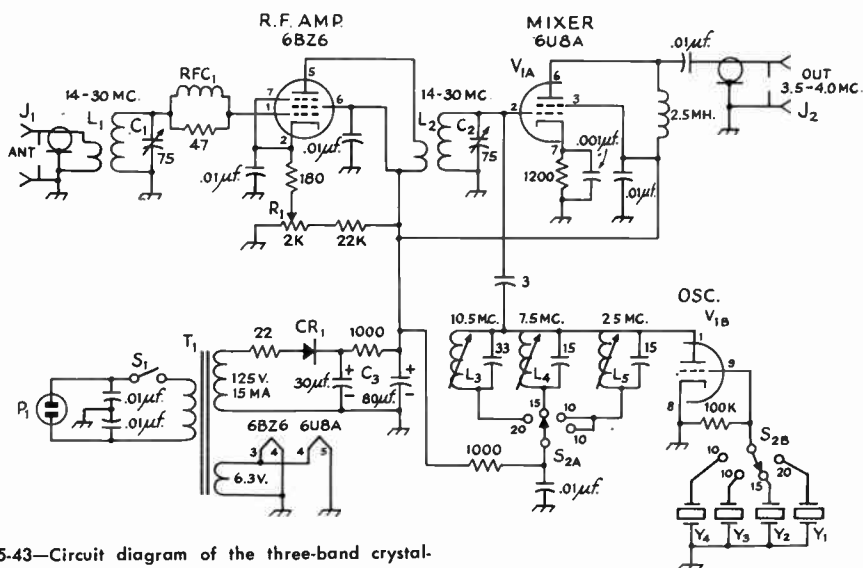 R.F. AMP.
6BZ6
MIXER
6U8A
V1A
.01µf.
OUT
3.5-4.0 MC.
J2
2.5MH.
J1
ANT
L1
14-30 MC.
C1
75
RFC1
47
7
1
5
6
2
.01µf.
.01µf.
180
R1
2K
22K
14-30 MC.
L2
C2
75
2
6
3
7
.001µf.
1200
.01µf.
3
10.5 MC.
7.5 MC.
25 MC.
OSC.
V1B
33
15
15
L3
L4
L5
1
9
8
100K
S2B
15
20
10
10
S2A
1000
.01µf.
10
10
15
20
Y4
Y3
Y2
Y1
P1
S1
.01µf.
.01µf.
T1
22
CR1
1000
125 V.
15 MA
+
-
30µf.
C3
+
-
80µf.
6BZ6
6U8A
3
4
4
5
6.3V.
5-43—Circuit diagram of the three-band crystal-